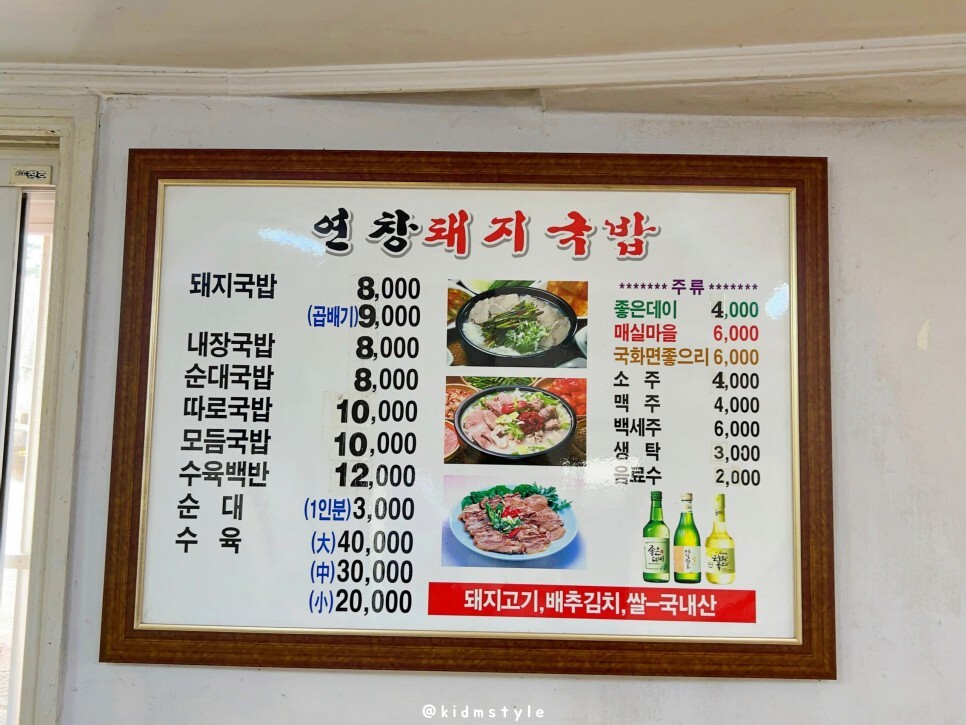 연창돼지국밥
돼지국밥 8,000
(곱배기)9,000
내장국밥 8,000
순대국밥 8,000
따로국밥 10,000
모듬국밥 10,000
수육백반 12,000
순 대 (1인분)3,000
수 육 (大)40,000
(中)30,000
(小)20,000
******* 주 류 *******
좋은데이 4,000
매실마을 6,000
국화면좋으리 6,000
소 주 4,000
맥 주 4,000
백세주 6,000
생 탁 3,000
음료수 2,000
돼지고기,배추김치,쌀-국내산
@kidmstyle